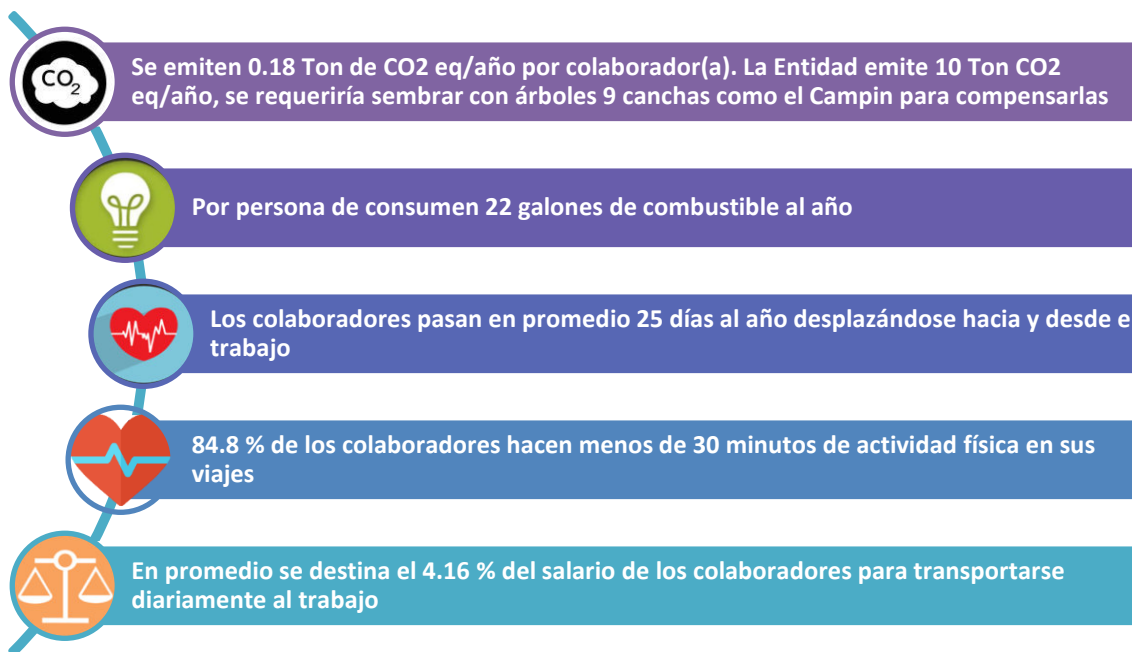 CO2
Se emiten 0.18 Ton de CO2 eq/año por colaborador(a). La Entidad emite 10 Ton CO2
eq/año, se requeriría sembrar con árboles 9 canchas como el Campin para compensarlas
Por persona de consumen 22 galones de combustible al año
Los colaboradores pasan en promedio 25 días al año desplazándose hacia y desde e
trabajo
84.8 % de los colaboradores hacen menos de 30 minutos de actividad física en sus
viajes
En promedio se destina el 4.16 % del salario de los colaboradores para transportarse
diariamente al trabajo